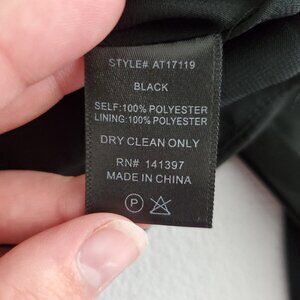 STYLE# AT17119
BLACK
SELF:100% POLYESTER
LINING:100% POLYESTER
DRY CLEAN ONLY
RN# 141397
MADE IN CHINA
P